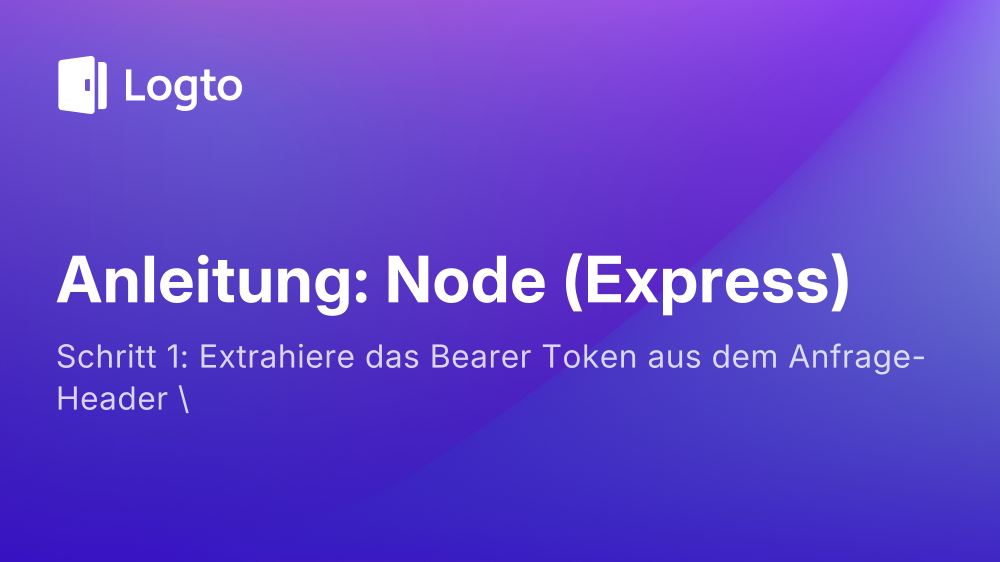 Logto
Anleitung: Node (Express)
Schritt 1: Extrahiere das Bearer Token aus dem Anfrage-
Header \